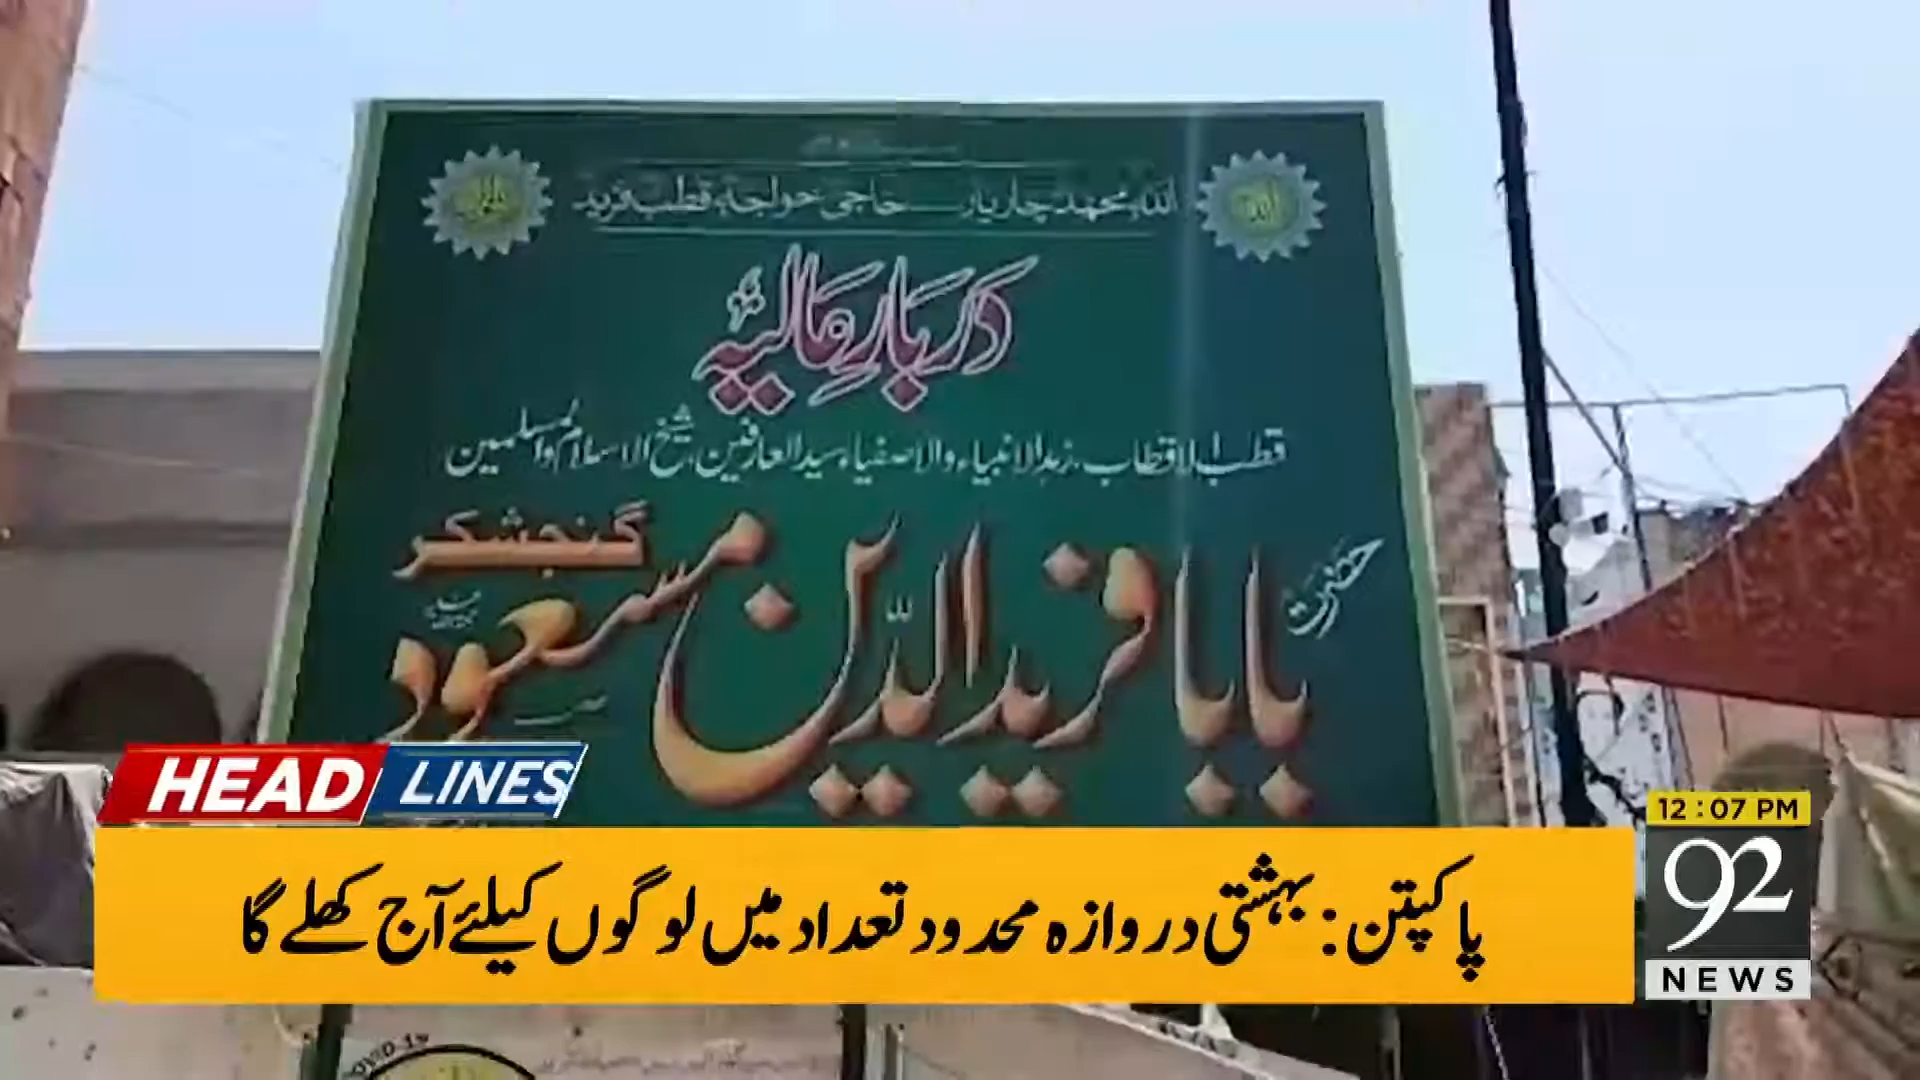 اللہ محمد چار یار حاجی خواجہ قطب فرید
دربارِ عالیہ
قطب الاقطاب، زہد الانبیاء والاصفیاء سید العارفین، شیخ الاسلام والمسلمین
حضرت
بابا فرید الدین مسعود
گنجشکر
HEAD LINES
12:07 PM
پاکپتن: بہشتی دروازہ محدود تعداد میں لوگوں کیلئے آج کھلے گا
92
NEWS